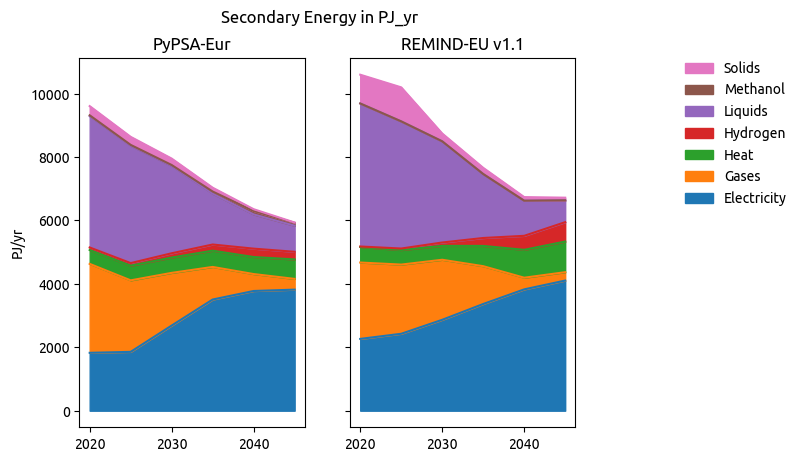 Secondary Energy in PJ_yr
PyPSA-Eur
REMIND-EU v1.1
PJ/yr
10000
8000
6000
4000
2000
0
2020
2030
2040
2020
2030
2040
Solids
Methanol
Liquids
Hydrogen
Heat
Gases
Electricity